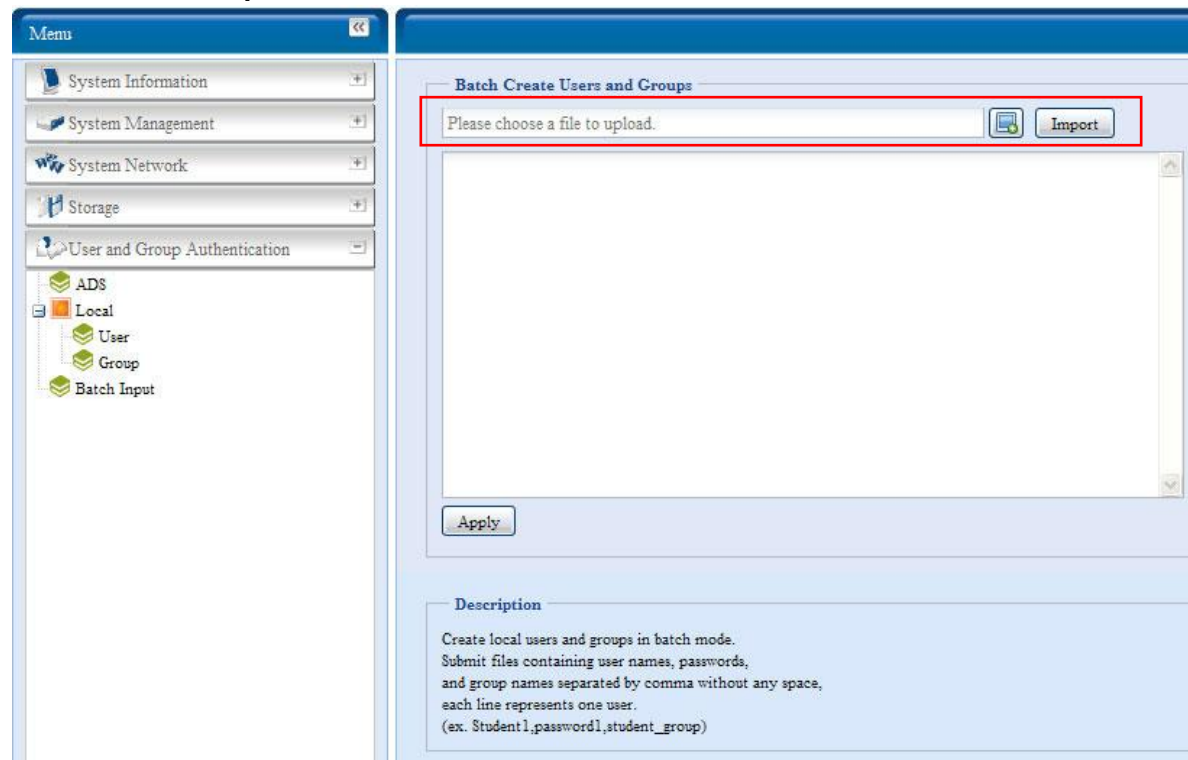 Menu
System Information
System Management
System Network
Storage
User and Group Authentication
ADS
Local
User
Group
Batch Input
Batch Create Users and Groups
Please choose a file to upload.
Import
Apply
Description
Create local users and groups in batch mode.
Submit files containing user names, passwords,
and group names separated by comma without any space,
each line represents one user.
(ex. Student1,password1,student_group)